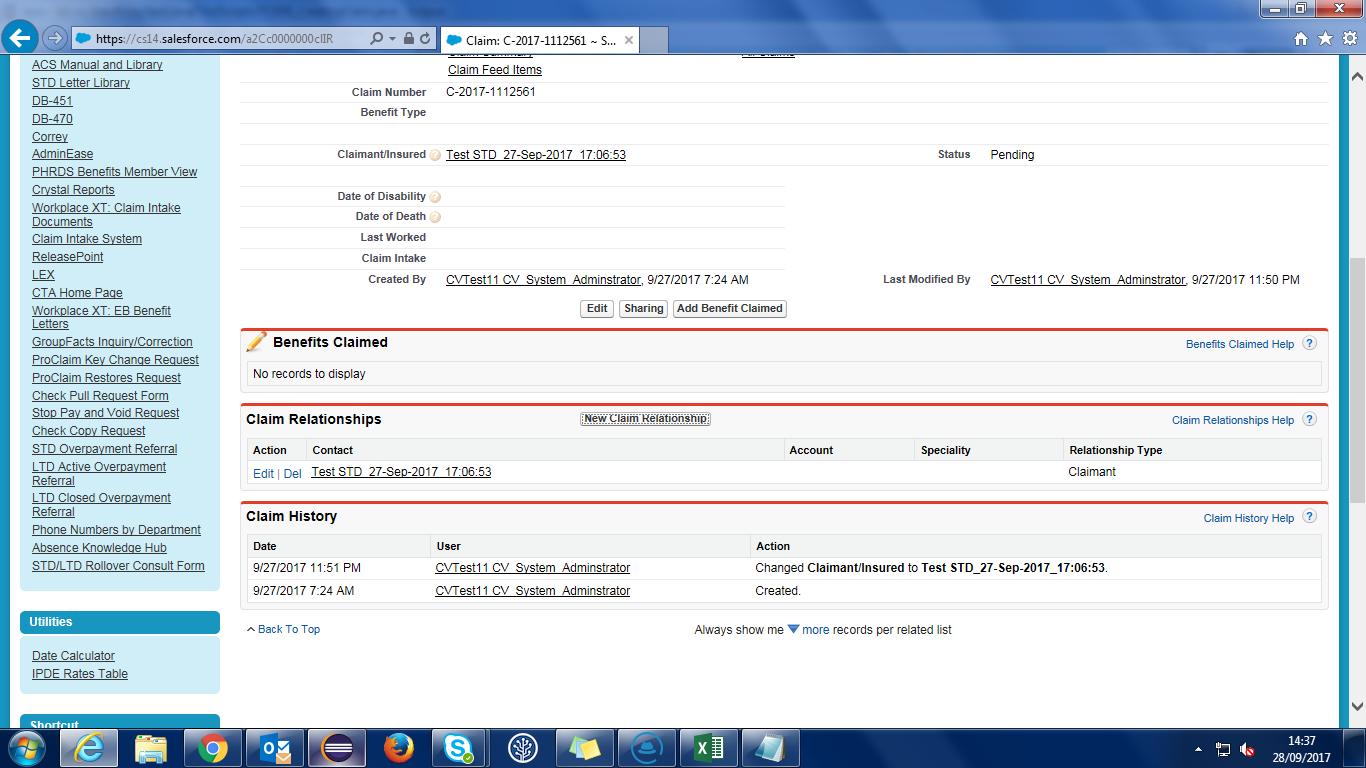 https://cs14.salesforce.com/a2Cc0000000cIIR
Claim: C-2017-1112561 ~ S...
ACS Manual and Library
STD Letter Library
DB-451
DB-470
Correy
AdminEase
PHRDS Benefits Member View
Crystal Reports
Workplace XT: Claim Intake
Documents
Claim Intake System
ReleasePoint
LEX
CTA Home Page
Workplace XT: EB Benefit
Letters
GroupFacts Inquiry/Correction
ProClaim Key Change Request
ProClaim Restores Request
Check Pull Request Form
Stop Pay and Void Request
Check Copy Request
STD Overpayment Referral
LTD Active Overpayment
Referral
LTD Closed Overpayment
Referral
Phone Numbers by Department
Absence Knowledge Hub
STD/LTD Rollover Consult Form
Utilities
Date Calculator
IPDE Rates Table
Shortcut
Claim Feed Items
Claim Number C-2017-1112561
Benefit Type
Claimant/Insured Test STD_27-Sep-2017_17:06:53 Status Pending
Date of Disability
Date of Death
Last Worked
Claim Intake
Created By CVTest11 CV_System_Adminstrator, 9/27/2017 7:24 AM Last Modified By CVTest11 CV_System_Adminstrator, 9/27/2017 11:50 PM
Edit Sharing Add Benefit Claimed
Benefits Claimed Benefits Claimed Help ?
No records to display
Claim Relationships New Claim Relationship Claim Relationships Help ?
Action Contact Account Speciality Relationship Type
Edit | Del Test STD_27-Sep-2017_17:06:53 Claimant
Claim History Claim History Help ?
Date User Action
9/27/2017 11:51 PM CVTest11 CV_System_Adminstrator Changed Claimant/Insured to Test STD_27-Sep-2017_17:06:53.
9/27/2017 7:24 AM CVTest11 CV_System_Adminstrator Created.
Back To Top Always show me more records per related list
14:37
28/09/2017